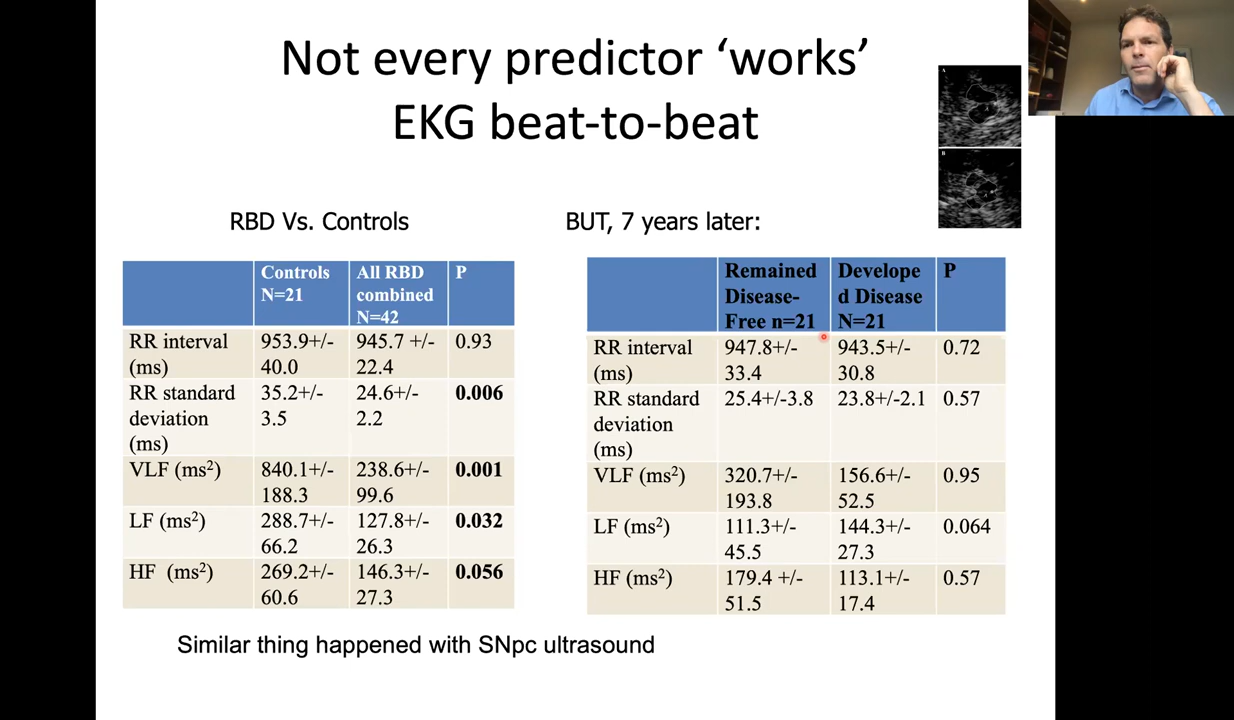 Not every predictor ‘works’
EKG beat-to-beat
RBD Vs. Controls
Controls
N=21
All RBD
combined
N=42
P
RR interval
(ms)
953.9+/-
40.0
945.7 +/-
22.4
0.93
RR standard
deviation
(ms)
35.2+/-
3.5
24.6+/-
2.2
0.006
VLF (ms²)
840.1+/-
188.3
238.6+/-
99.6
0.001
LF (ms²)
288.7+/-
66.2
127.8+/-
26.3
0.032
HF (ms²)
269.2+/-
60.6
146.3+/-
27.3
0.056
BUT, 7 years later:
Remained
Disease-
Free n=21
Develope
d Disease
N=21
P
RR interval
(ms)
947.8+/-
33.4
943.5+/-
30.8
0.72
RR standard
deviation
(ms)
25.4+/-3.8
23.8+/-2.1
0.57
VLF (ms²)
320.7+/-
193.8
156.6+/-
52.5
0.95
LF (ms²)
111.3+/-
45.5
144.3+/-
27.3
0.064
HF (ms²)
179.4 +/-
51.5
113.1+/-
17.4
0.57
Similar thing happened with SNpc ultrasound